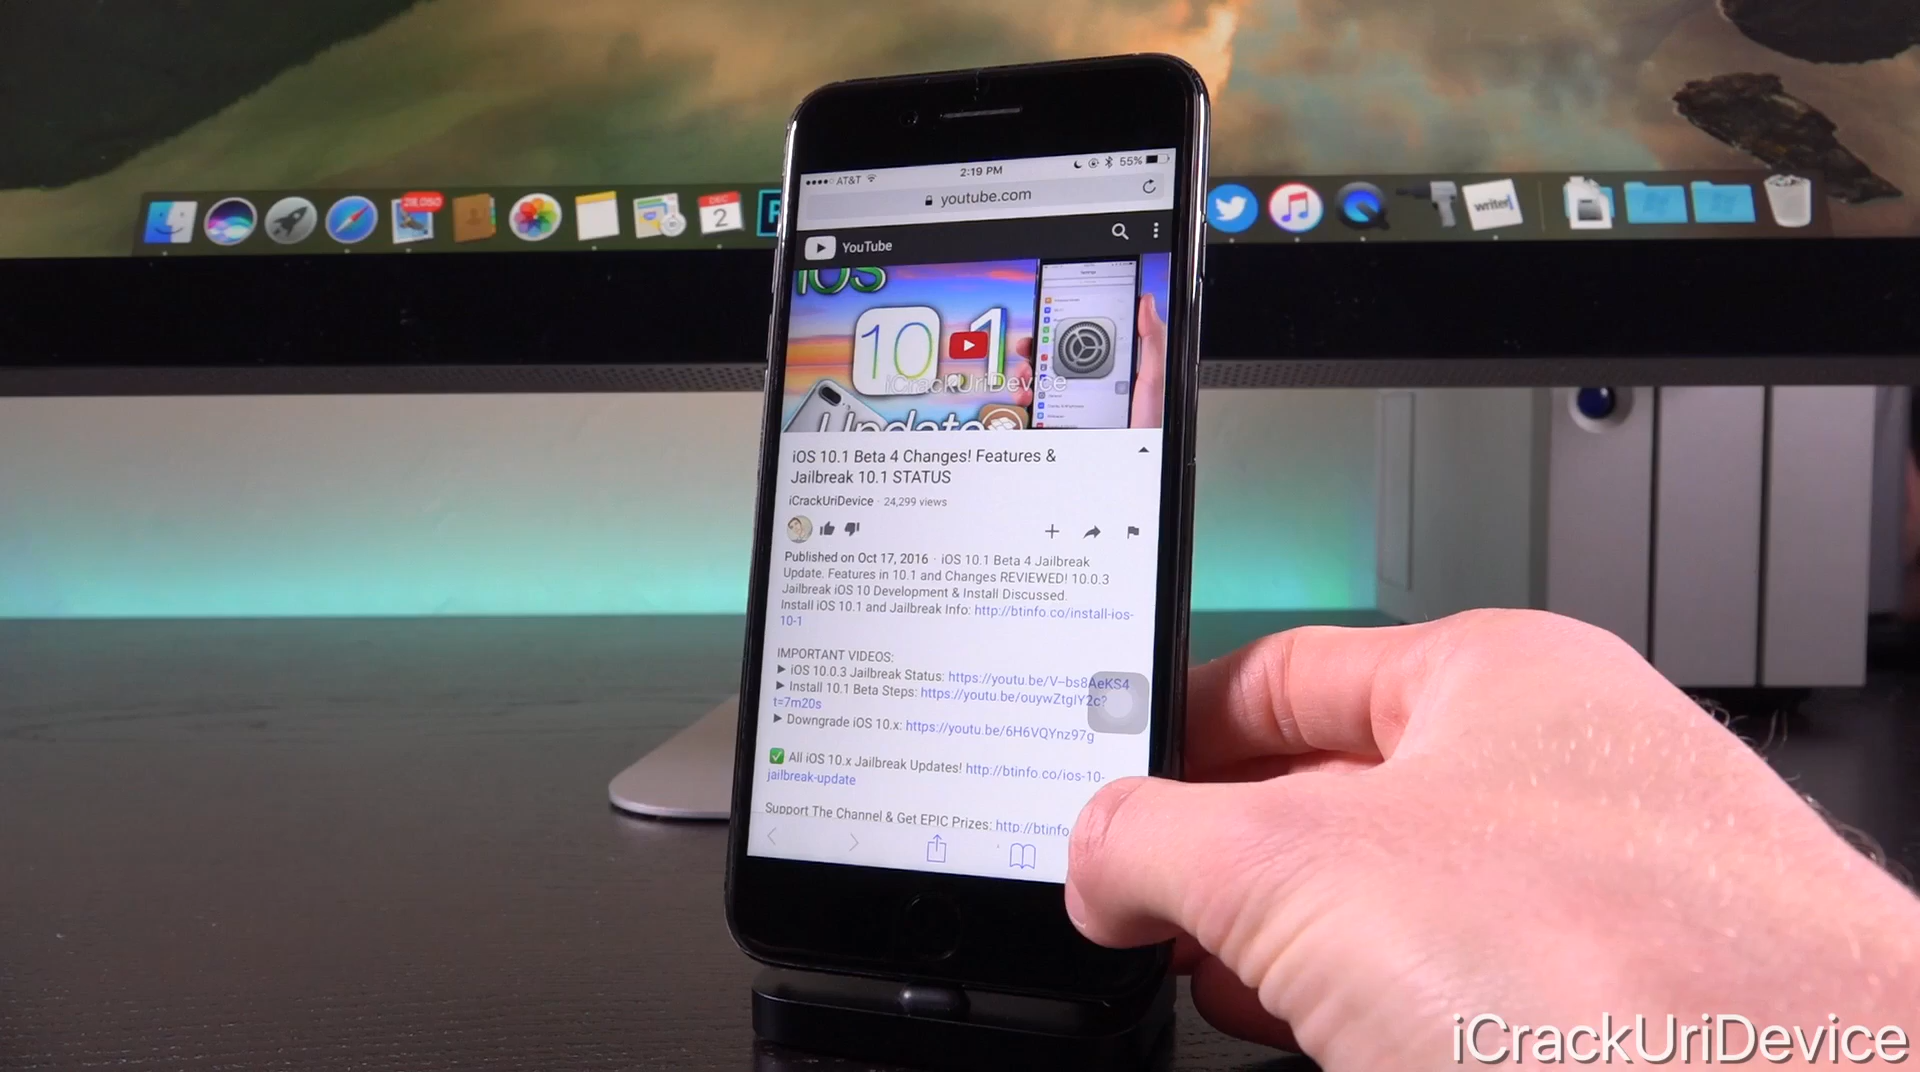 AT&T
2:19 PM
55%
youtube.com
YouTube
iOS
10.1
iCrackUriDevice
Update
iOS 10.1 Beta 4 Changes! Features &
Jailbreak 10.1 STATUS
iCrackUriDevice · 24,299 views
Published on Oct 17, 2016 · iOS 10.1 Beta 4 Jailbreak
Update. Features in 10.1 and Changes REVIEWED! 10.0.3
Jailbreak iOS 10 Development & Install Discussed.
Install iOS 10.1 and Jailbreak Info: http://btinfo.co/install-ios-
10-1
IMPORTANT VIDEOS:
▶ iOS 10.0.3 Jailbreak Status: https://youtu.be/V--bs8AeKS4
▶ Install 10.1 Beta Steps: https://youtu.be/ouywZtgIY2c?
t=7m20s
▶ Downgrade iOS 10.x: https://youtu.be/6H6VQYnz97g
✅ All iOS 10.x Jailbreak Updates! http://btinfo.co/ios-10-
jailbreak-update
Support The Channel & Get EPIC Prizes: http://btinfo
DEC
2
writer
iCrackUriDevice